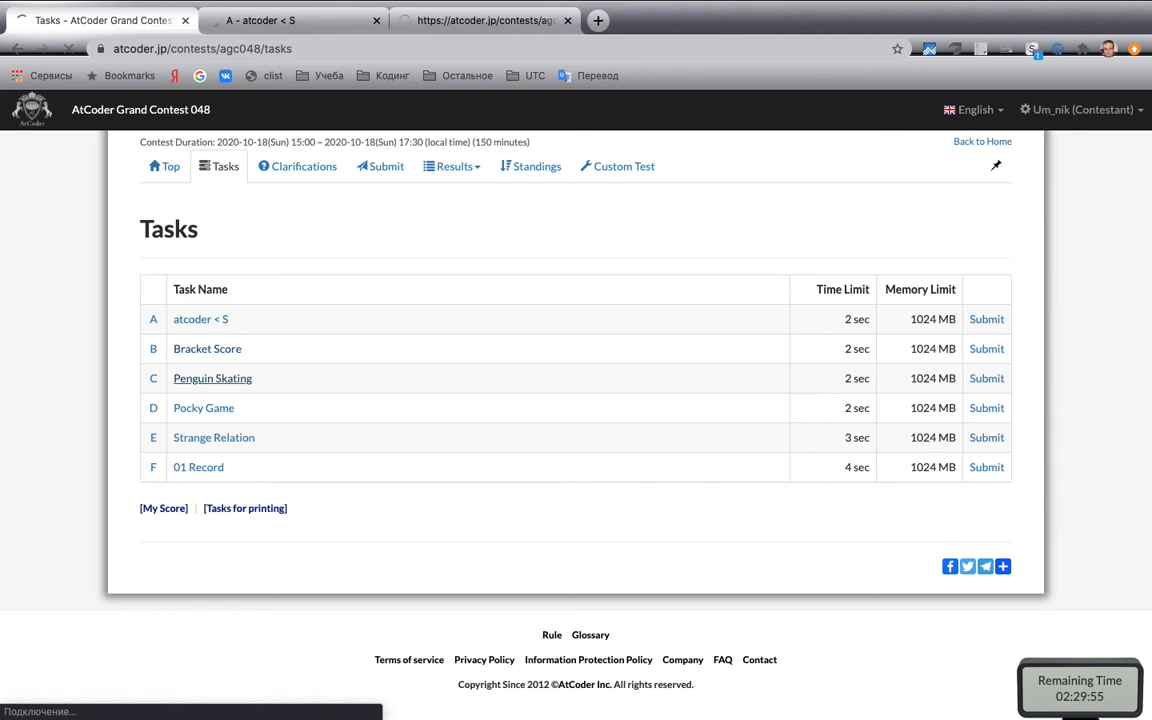 Tasks - AtCoder Grand Contest
A - atcoder < S
https://atcoder.jp/contests/agc
atcoder.jp/contests/agc048/tasks
Сервисы Bookmarks clist Учеба Кодинг Остальное UTC Перевод
AtCoder Grand Contest 048
English
Um_nik (Contestant)
Contest Duration: 2020-10-18(Sun) 15:00 ~ 2020-10-18(Sun) 17:30 (local time) (150 minutes)
Back to Home
Top Tasks Clarifications Submit Results Standings Custom Test
Tasks
Task Name Time Limit Memory Limit
A atcoder < S 2 sec 1024 MB Submit
B Bracket Score 2 sec 1024 MB Submit
C Penguin Skating 2 sec 1024 MB Submit
D Pocky Game 2 sec 1024 MB Submit
E Strange Relation 3 sec 1024 MB Submit
F 01 Record 4 sec 1024 MB Submit
[My Score] | [Tasks for printing]
Rule Glossary
Terms of service Privacy Policy Information Protection Policy Company FAQ Contact
Copyright Since 2012 ©AtCoder Inc. All rights reserved.
Remaining Time
02:29:55
Подключение...